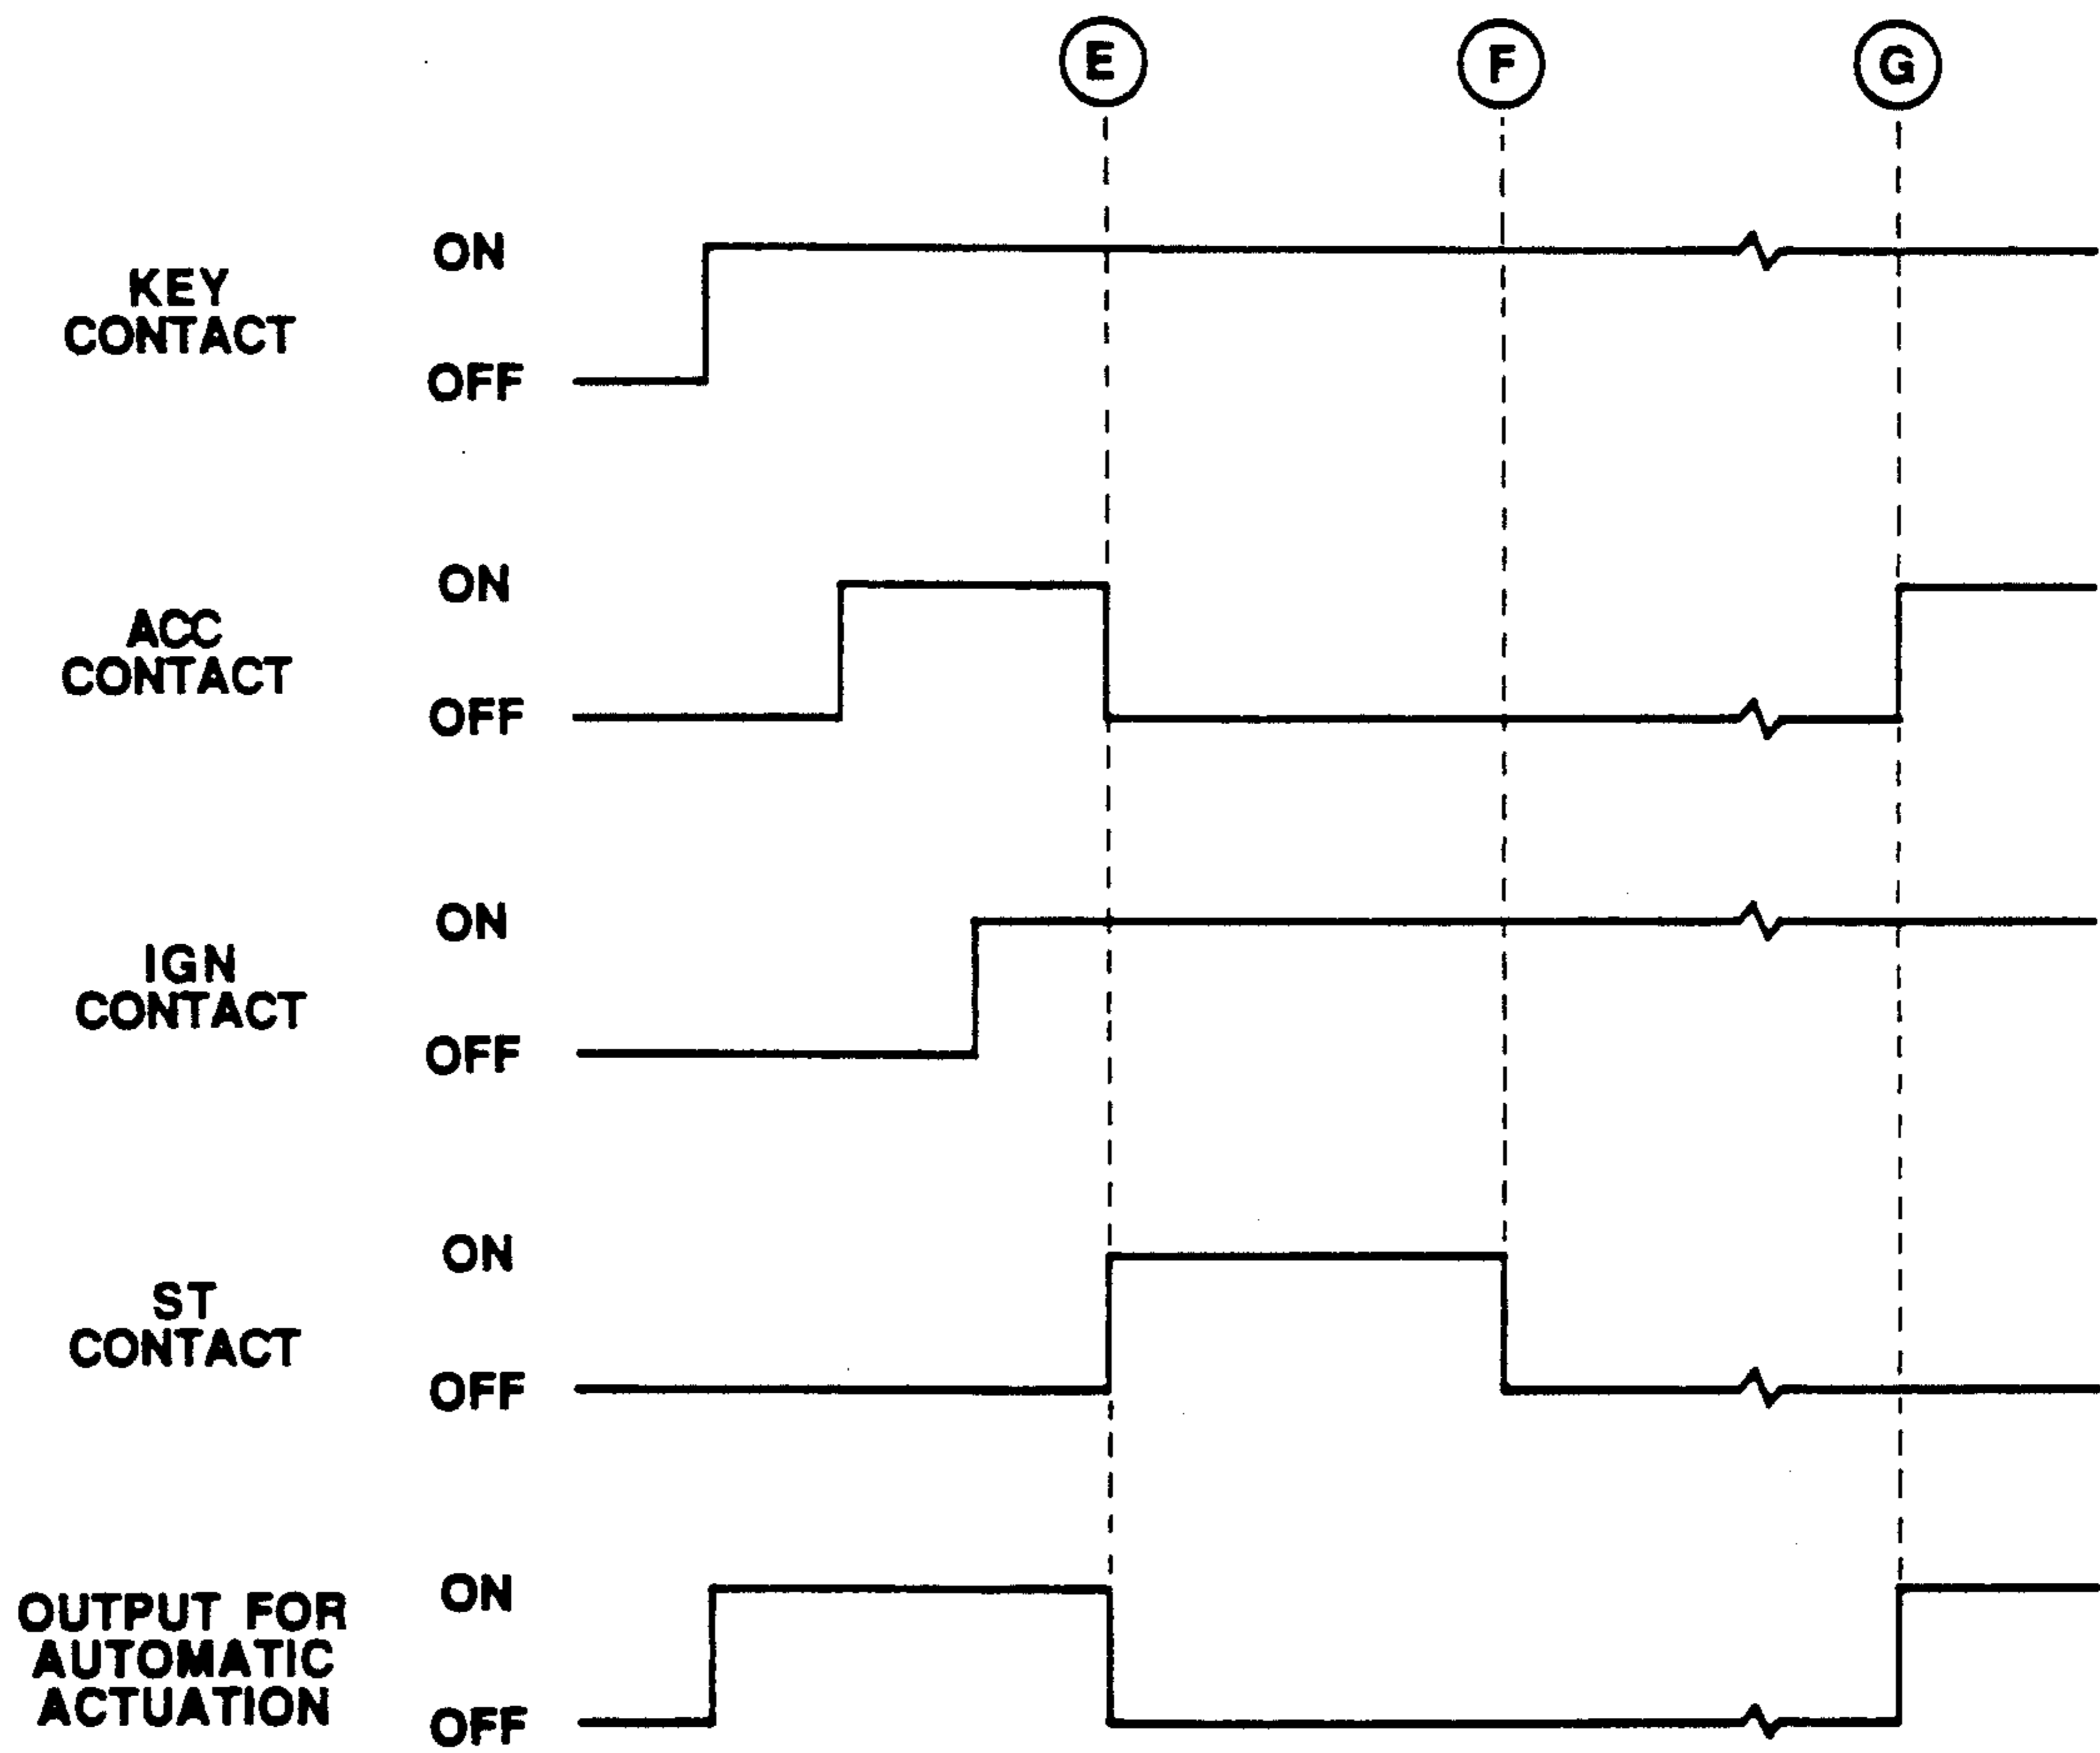 E F G
ON
KEY
CONTACT
OFF
ON
ACC
CONTACT
OFF
ON
IGN
CONTACT
OFF
ON
ST
CONTACT
OFF
ON
OUTPUT FOR
AUTOMATIC
ACTUATION
OFF